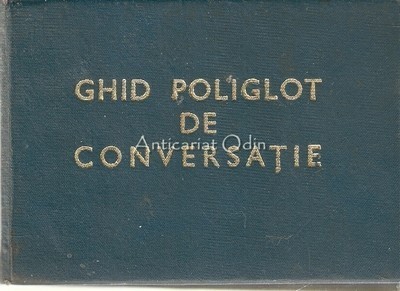 GHID POLIGLOT
DE
Anticariat Odin
CONVERSAȚIE